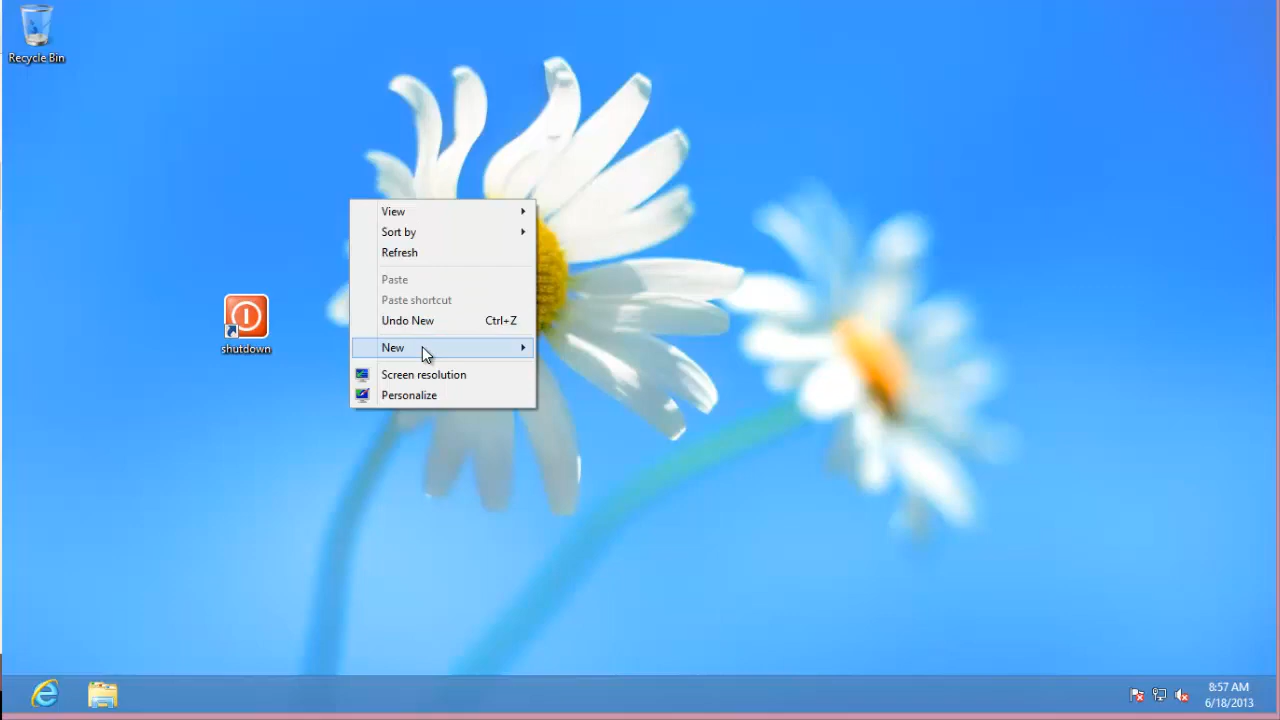 Recycle Bin
View
Sort by
Refresh
Paste
Paste shortcut
Undo New Ctrl+Z
New
Screen resolution
Personalize
shutdown
8:57 AM
6/18/2013